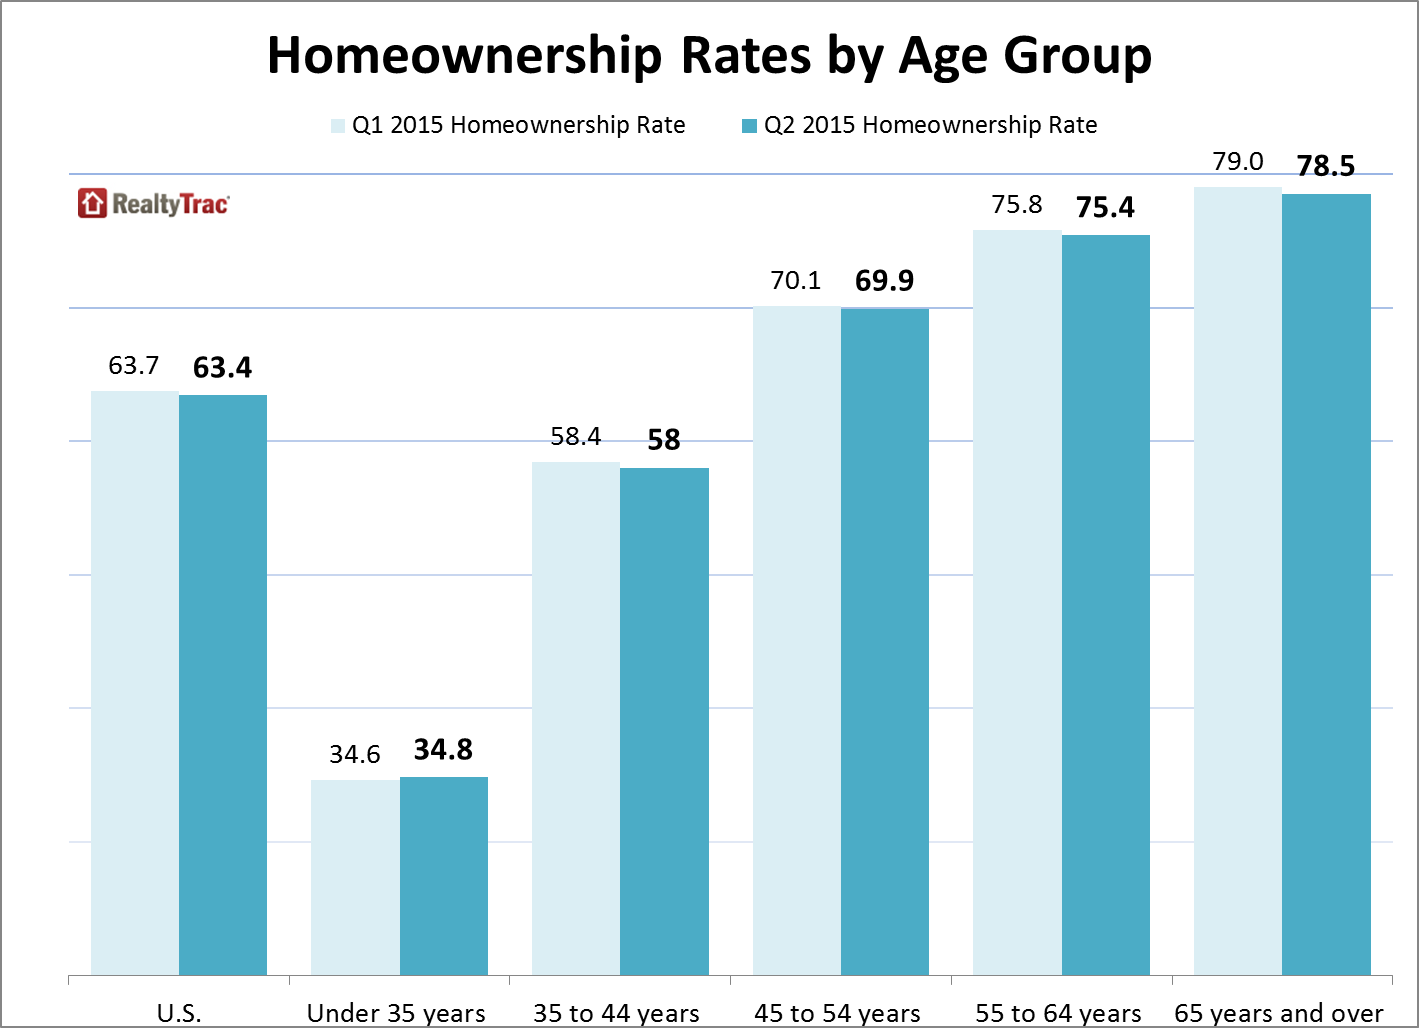 Homeownership Rates by Age Group
Q1 2015 Homeownership Rate
Q2 2015 Homeownership Rate
RealtyTrac
63.7
63.4
34.6
34.8
58.4
58
70.1
69.9
75.8
75.4
79.0
78.5
U.S.
Under 35 years
35 to 44 years
45 to 54 years
55 to 64 years
65 years and over